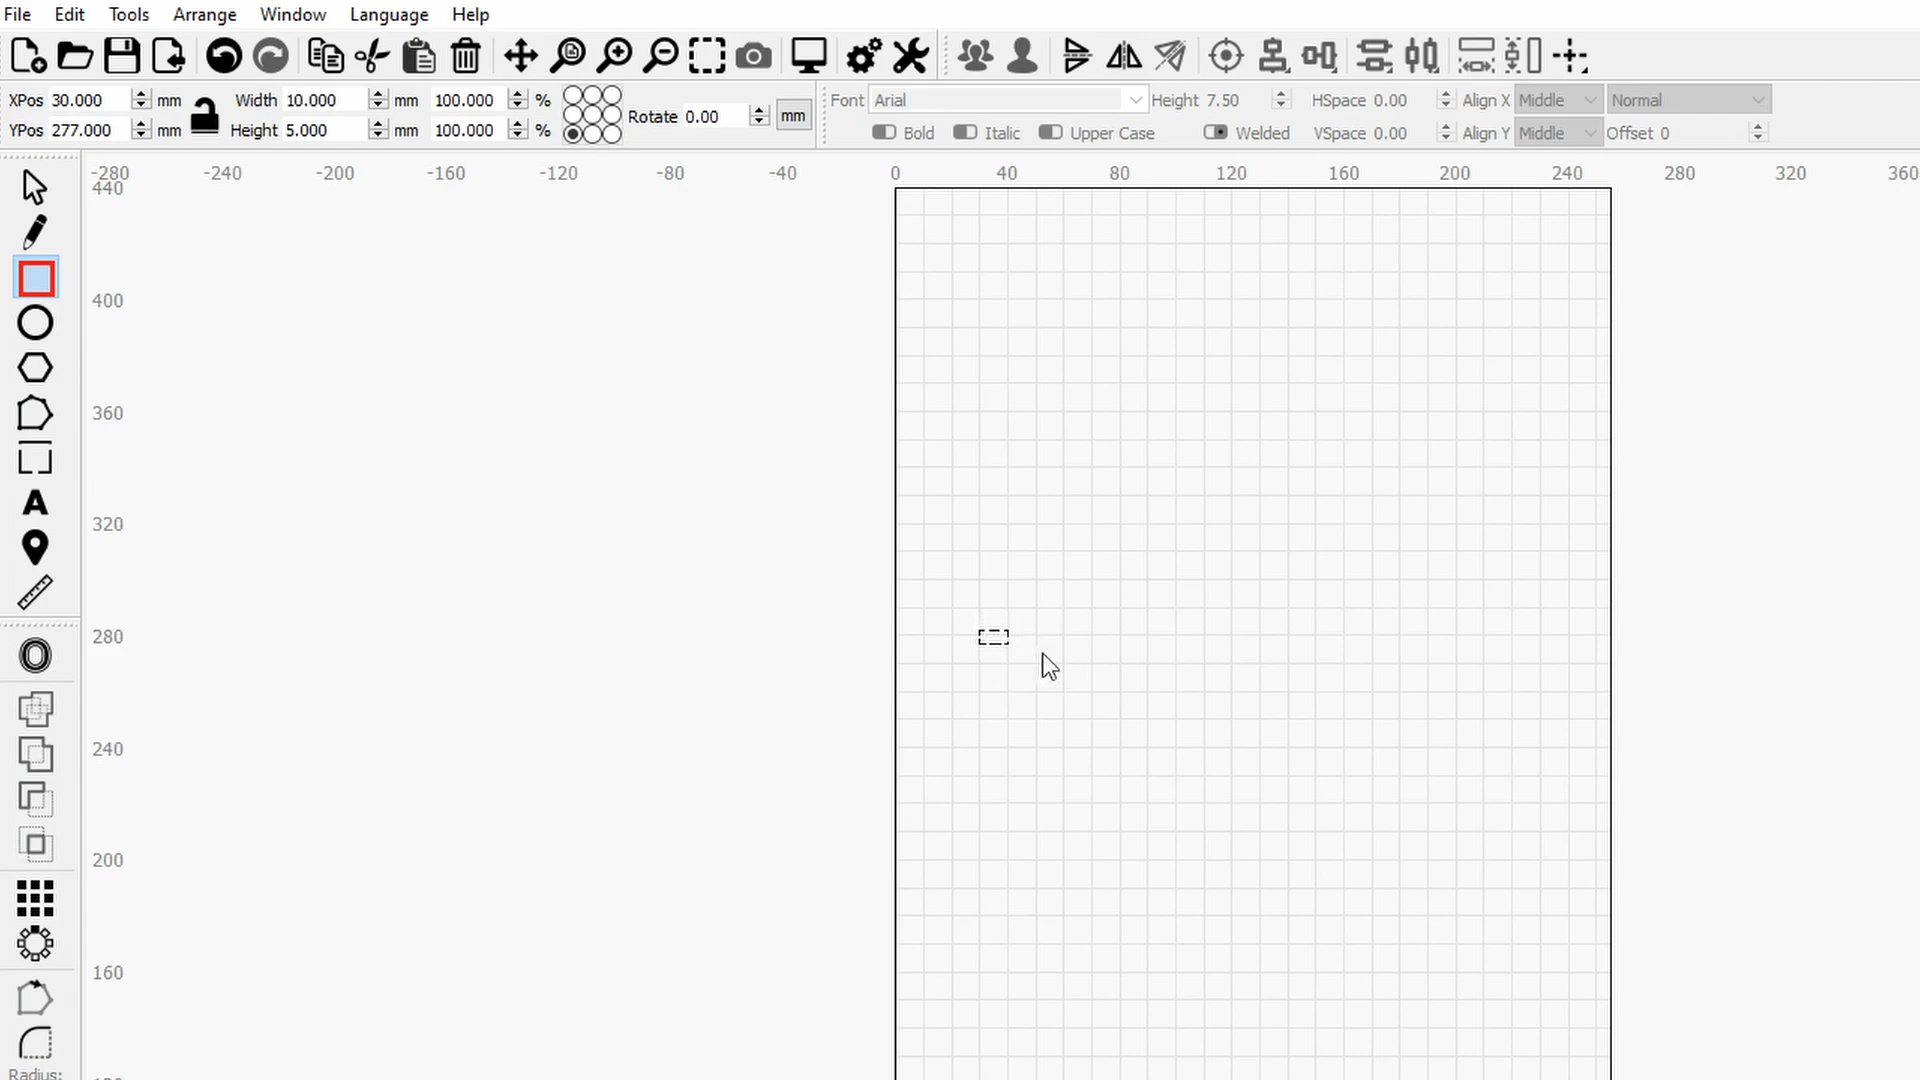 File Edit Tools Arrange Window Language Help
XPos 30.000 mm Width 10.000 mm 100.000 % Rotate 0.00 mm Font Arial Height 7.50 HSpace 0.00 Align X Middle Normal
YPos 277.000 mm Height 5.000 mm 100.000 % Bold Italic Upper Case Welded VSpace 0.00 Align Y Middle Offset 0
-280 -240 -200 -160 -120 -80 -40 0 40 80 120 160 200 240 280 320 360
440
400
360
320
280
240
200
160
Radius: